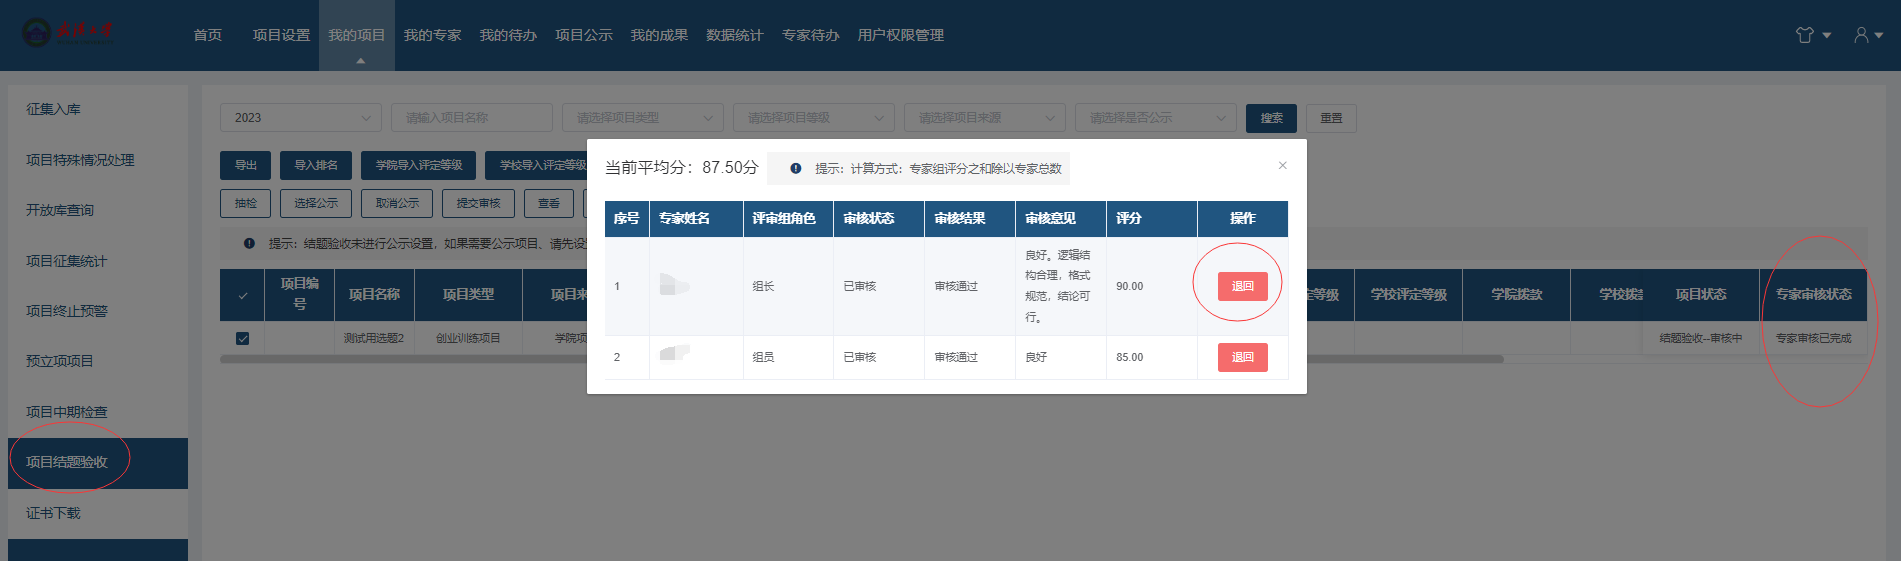 首页 项目设置 我的项目 我的专家 我的待办 项目公示 我的成果 数据统计 专家待办 用户权限管理
征集入库
项目特殊情况处理
开放库查询
项目征集统计
项目终止预警
预立项项目
项目中期检查
项目结题验收
证书下载
2023 请输入项目名称 请选择项目类型 请选择项目等级 请选择项目来源 请选择是否公示 搜索 重置
导出 导入排名 学院导入评定等级 学校导入评定等级
抽检 选择公示 取消公示 提交审核 查看
提示：结题验收未进行公示设置，如果需要公示项目、请先设
项目编号 项目名称 项目类型 项目来 定等级 学校评定等级 学院拨款 学校拨款 项目状态 专家审核状态
测试用选题2 创业训练项目 学院项 结题验收--审核中 专家审核已完成
当前平均分：87.50分 提示：计算方式：专家组评分之和除以专家总数
序号 专家姓名 评审组角色 审核状态 审核结果 审核意见 评分 操作
1 组长 已审核 审核通过 良好。逻辑结构合理，格式规范，结论可行。 90.00 退回
2 组员 已审核 审核通过 良好 85.00 退回